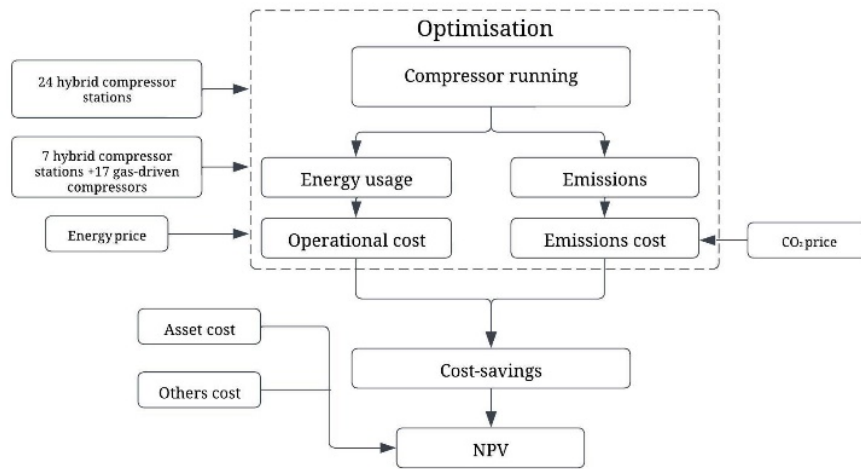 Optimisation
Compressor running
24 hybrid compressor
stations
7 hybrid compressor
stations +17 gas-driven
compressors
Energy usage
Emissions
Energy price
Operational cost
Emissions cost
CO₂ price
Asset cost
Cost-savings
Others cost
NPV